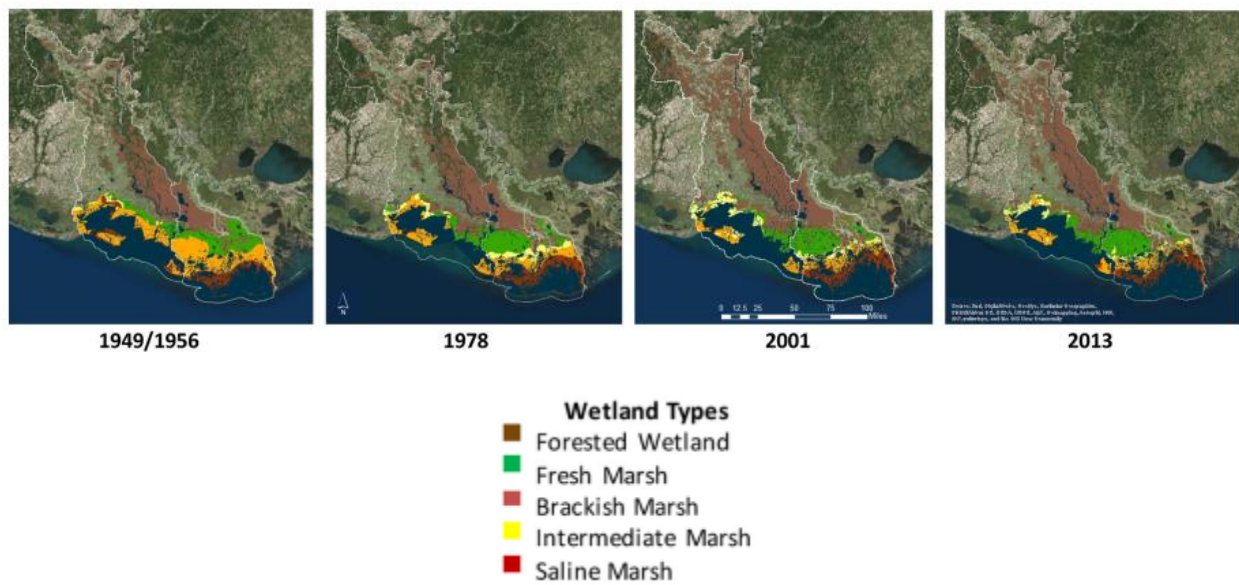 0 12.5 25 50 75 100
Miles
N
1949/1956
1978
2001
2013
Wetland Types
Forested Wetland
Fresh Marsh
Brackish Marsh
Intermediate Marsh
Saline Marsh